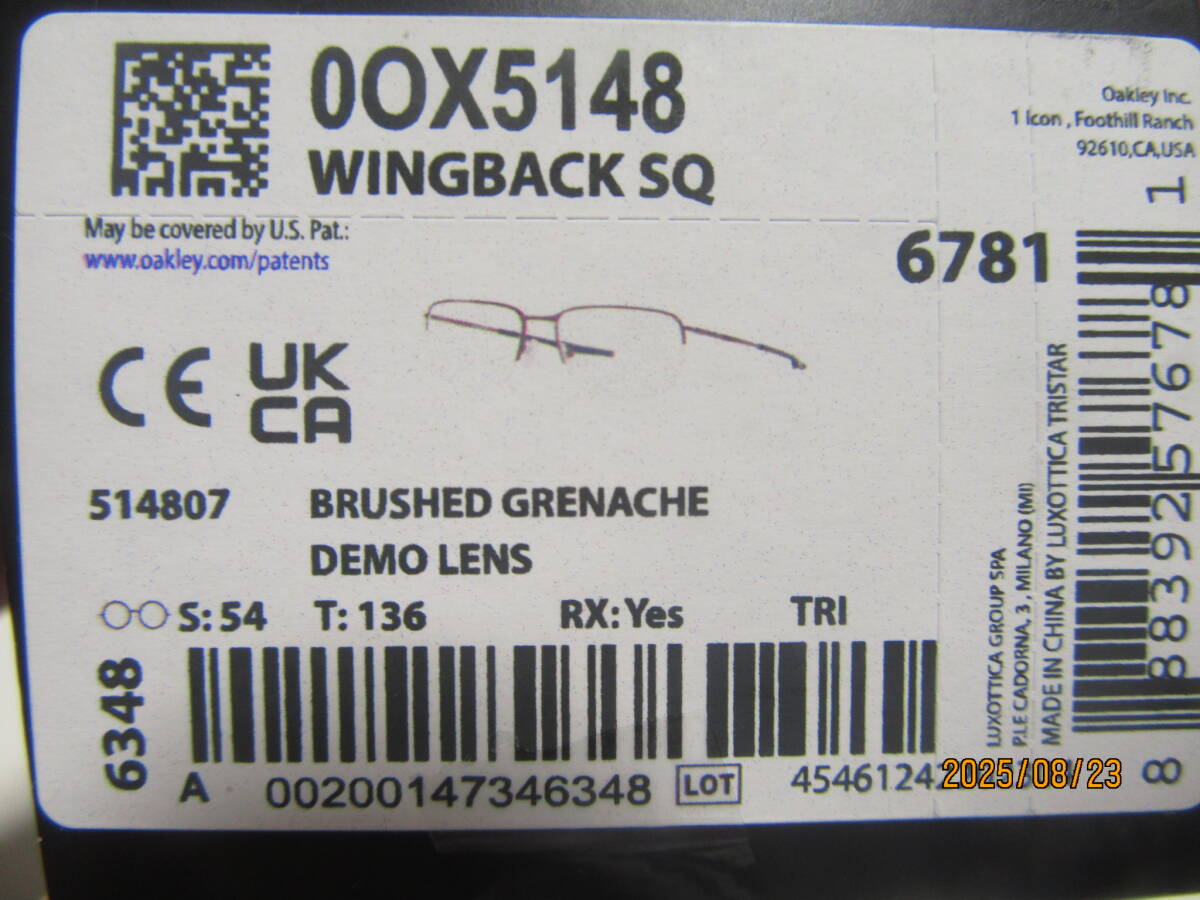 0OX5148
WINGBACK SQ
Oakley Inc.
1 Icon , Foothill Ranch
92610,CA,USA
May be covered by U.S. Pat.:
www.oakley.com/patents
6781
CE
UK
CA
514807 BRUSHED GRENACHE
DEMO LENS
S: 54 T: 136 RX: Yes TRI
6348
A 00200147346348 LOT 4546124
LUXOTTICA GROUP SPA
P.LE CADORNA, 3 , MILANO (MI)
MADE IN CHINA BY LUXOTTICA TRISTAR
8 883925 7678 1
2025/08/23